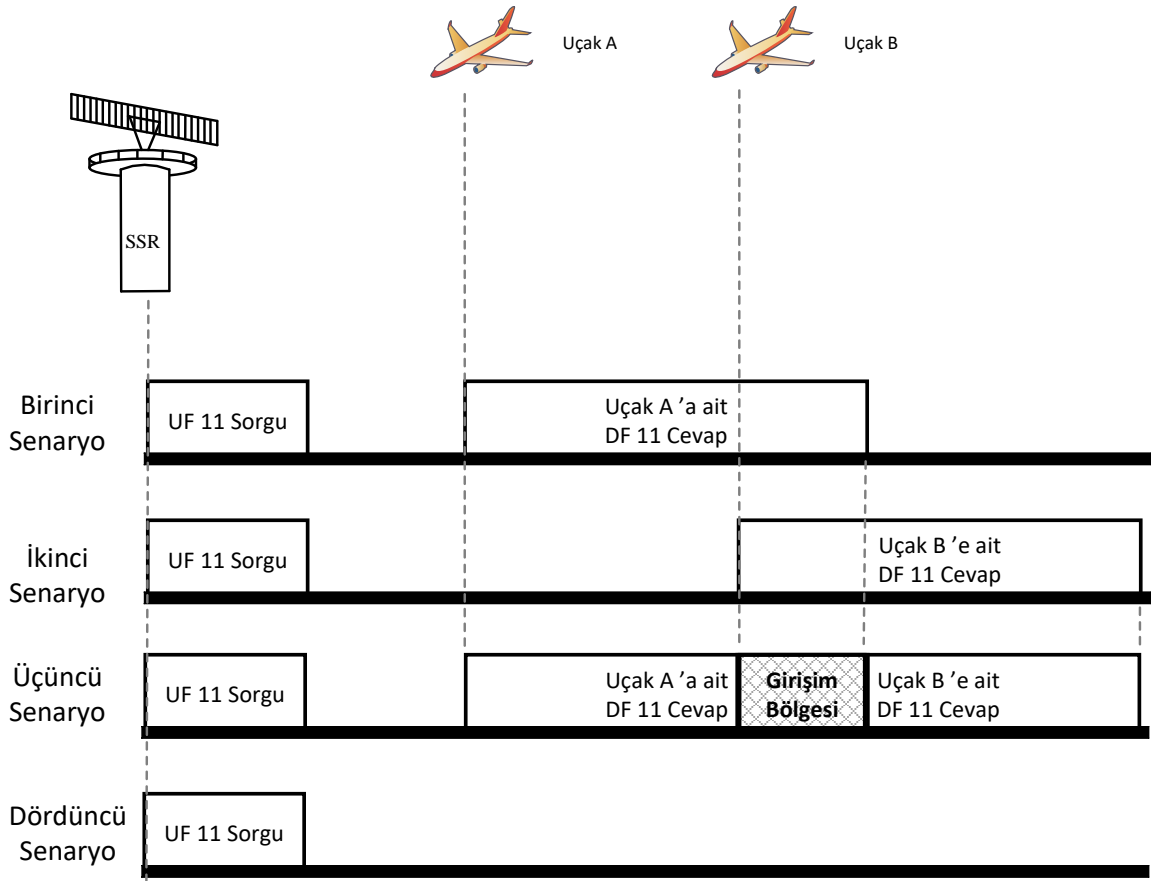 Uçak A
Uçak B
SSR
Birinci
Senaryo
UF 11 Sorgu
Uçak A ’a ait
DF 11 Cevap
İkinci
Senaryo
UF 11 Sorgu
Uçak B ’e ait
DF 11 Cevap
Üçüncü
Senaryo
UF 11 Sorgu
Uçak A ’a ait
DF 11 Cevap
Girişim
Bölgesi
Uçak B ’e ait
DF 11 Cevap
Dördüncü
Senaryo
UF 11 Sorgu